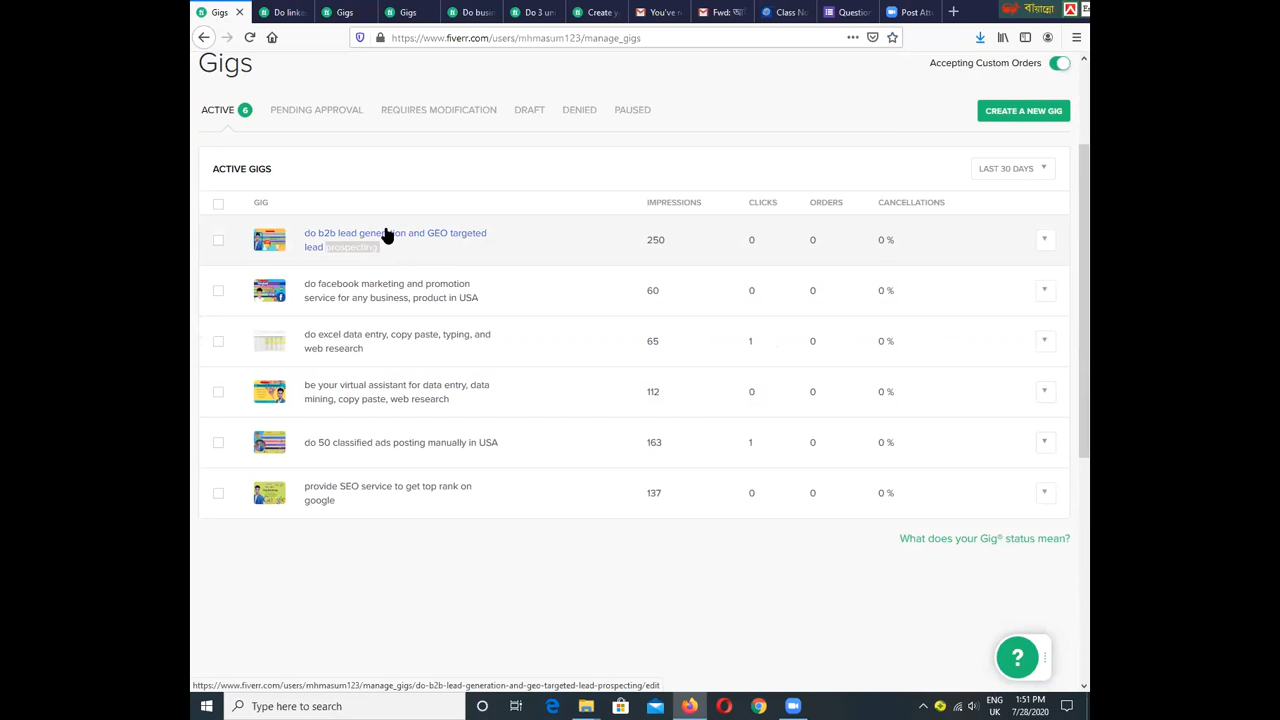 Gigs
Do linke
Gigs
Gigs
Do busin
Do 3 un
Create y
You've r
Class No
Question
Post Att
https://www.fiverr.com/users/mhmasum123/manage_gigs
Gigs
Accepting Custom Orders
ACTIVE 6 PENDING APPROVAL REQUIRES MODIFICATION DRAFT DENIED PAUSED
CREATE A NEW GIG
ACTIVE GIGS
LAST 30 DAYS
GIG IMPRESSIONS CLICKS ORDERS CANCELLATIONS
do b2b lead generation and GEO targeted
lead prospecting
250 0 0 0 %
do facebook marketing and promotion
service for any business, product in USA
60 0 0 0 %
do excel data entry, copy paste, typing, and
web research
65 1 0 0 %
be your virtual assistant for data entry, data
mining, copy paste, web research
112 0 0 0 %
do 50 classified ads posting manually in USA
163 1 0 0 %
provide SEO service to get top rank on
google
137 0 0 0 %
What does your Gig® status mean?
?
https://www.fiverr.com/users/mhmasum123/manage_gigs/do-b2b-lead-generation-and-geo-targeted-lead-prospecting/edit
Type here to search
ENG
UK
1:51 PM
7/28/2020